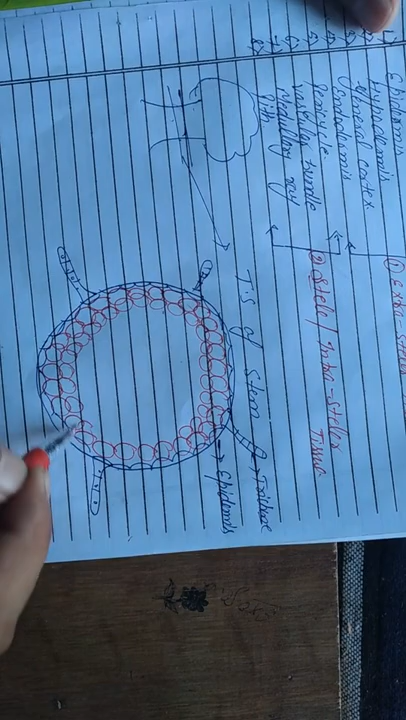 Epidermis
① Extra-stelar
Hypodermis
General cortex
Endodermis
② Stele / Intra-stelar
Tissue
Pericycle
vascular bundle
Medullary ray
Pith
T.S of stem
Epidermis